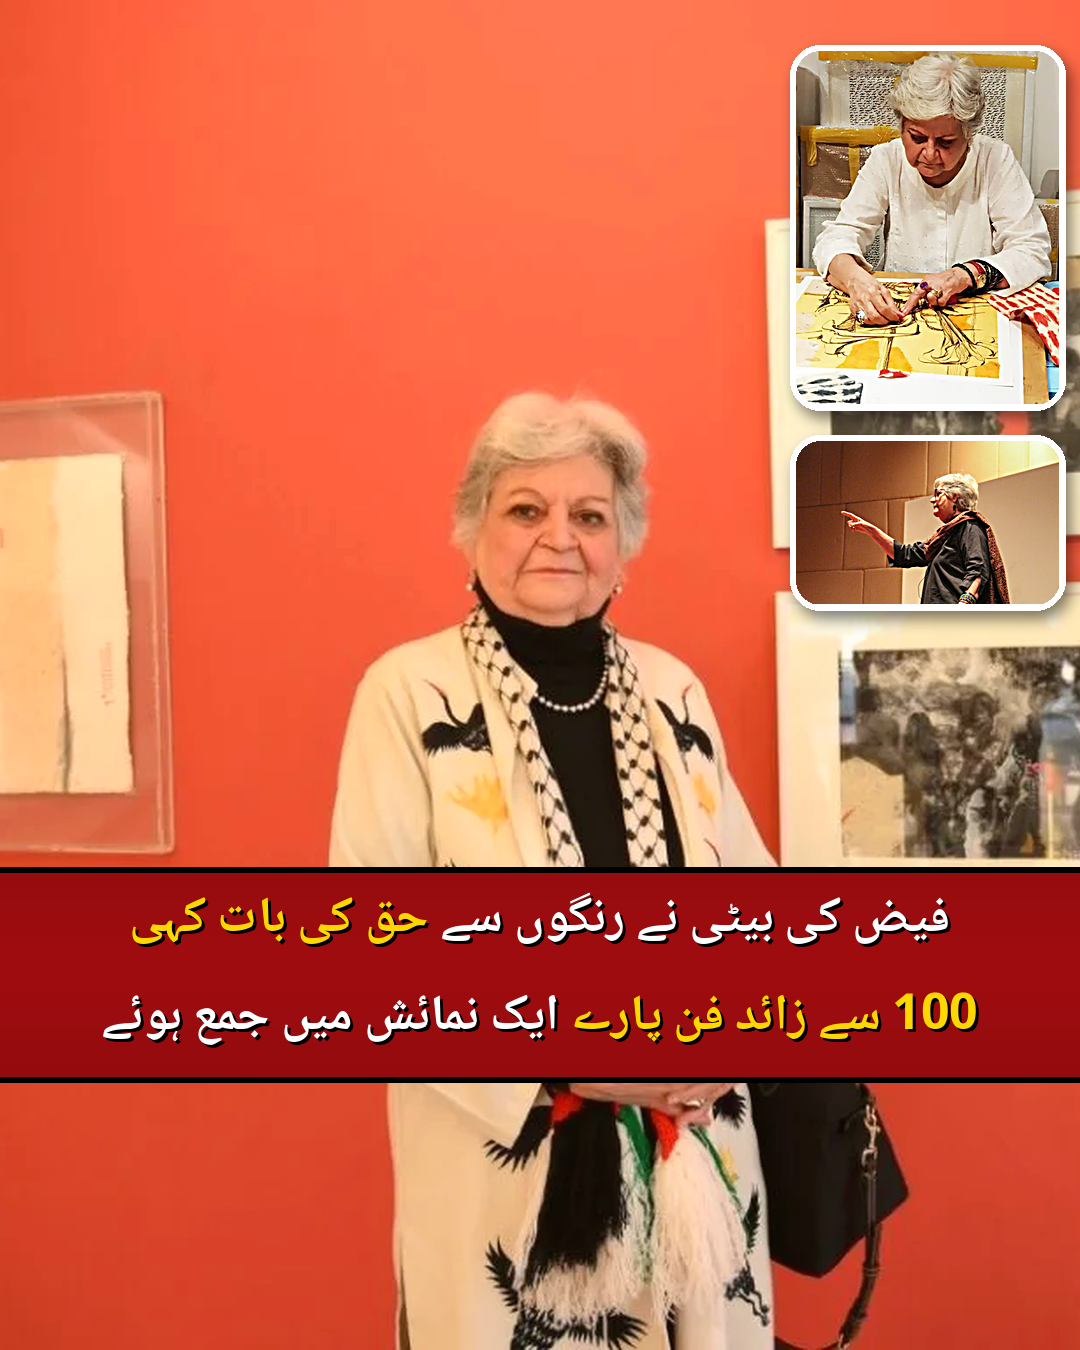 فیض کی بیٹی نے رنگوں سے حق کی بات کہی
100 سے زائد فن پارے ایک نمائش میں جمع ہوئے